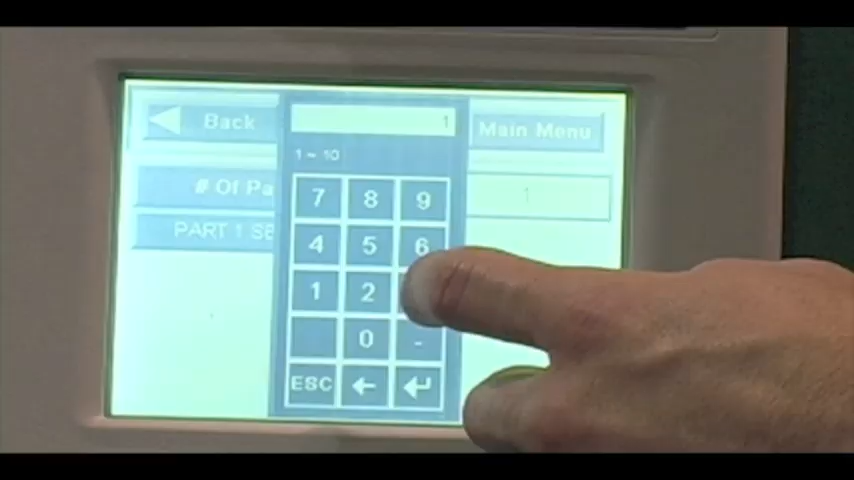 Back
1
Main Menu
1 ~ 10
# Of Pa
1
7 8 9
PART 1 SE
4 5 6
1 2
0 -
ESC ← ↵